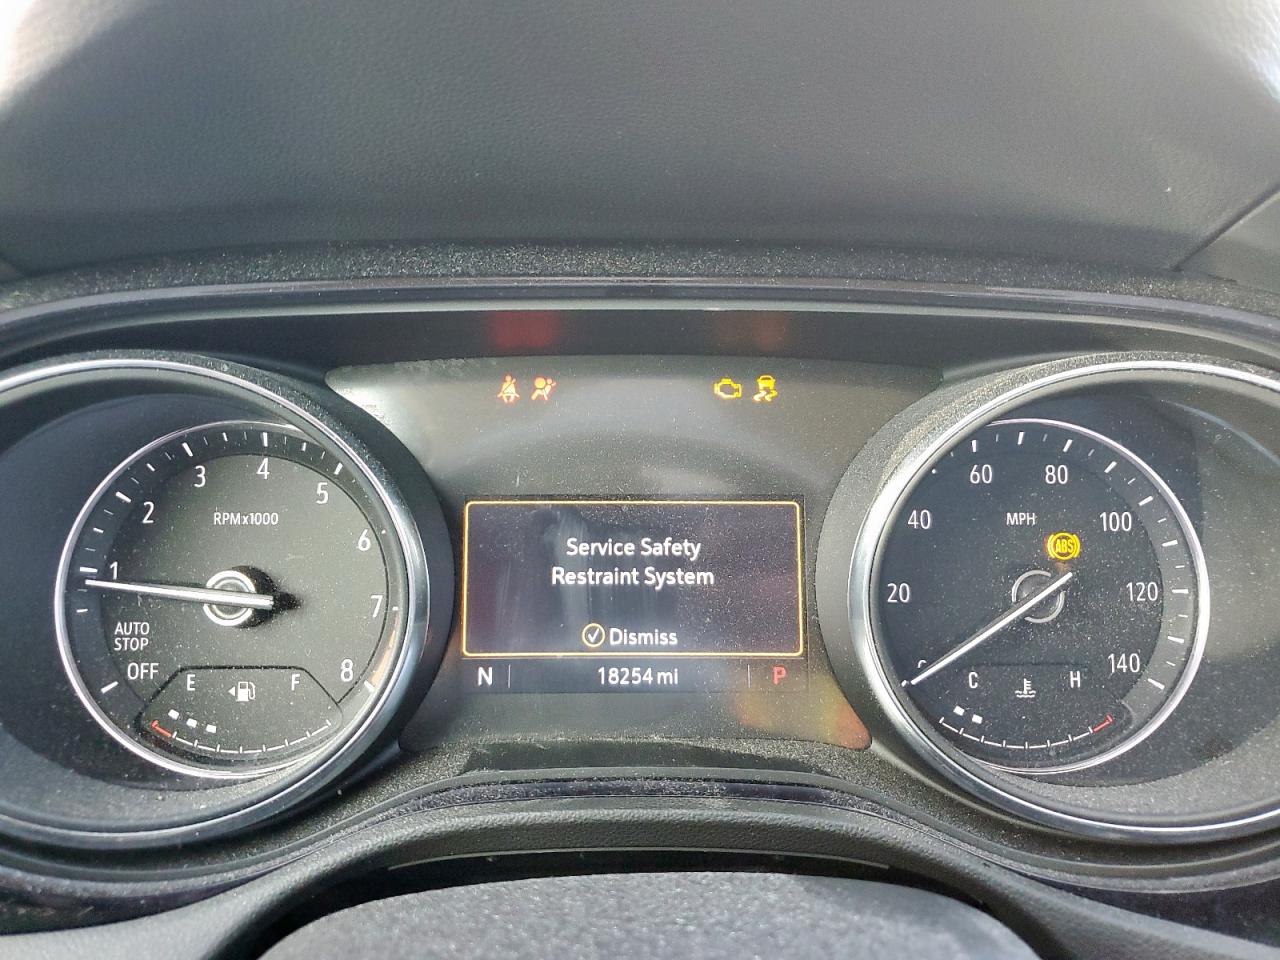 1
2
3
4
5
6
7
8
RPMx1000
AUTO
STOP
OFF
E
F
Service Safety
Restraint System
Dismiss
N
18254 mi
P
20
40
60
80
100
120
140
MPH
ABS
C
H